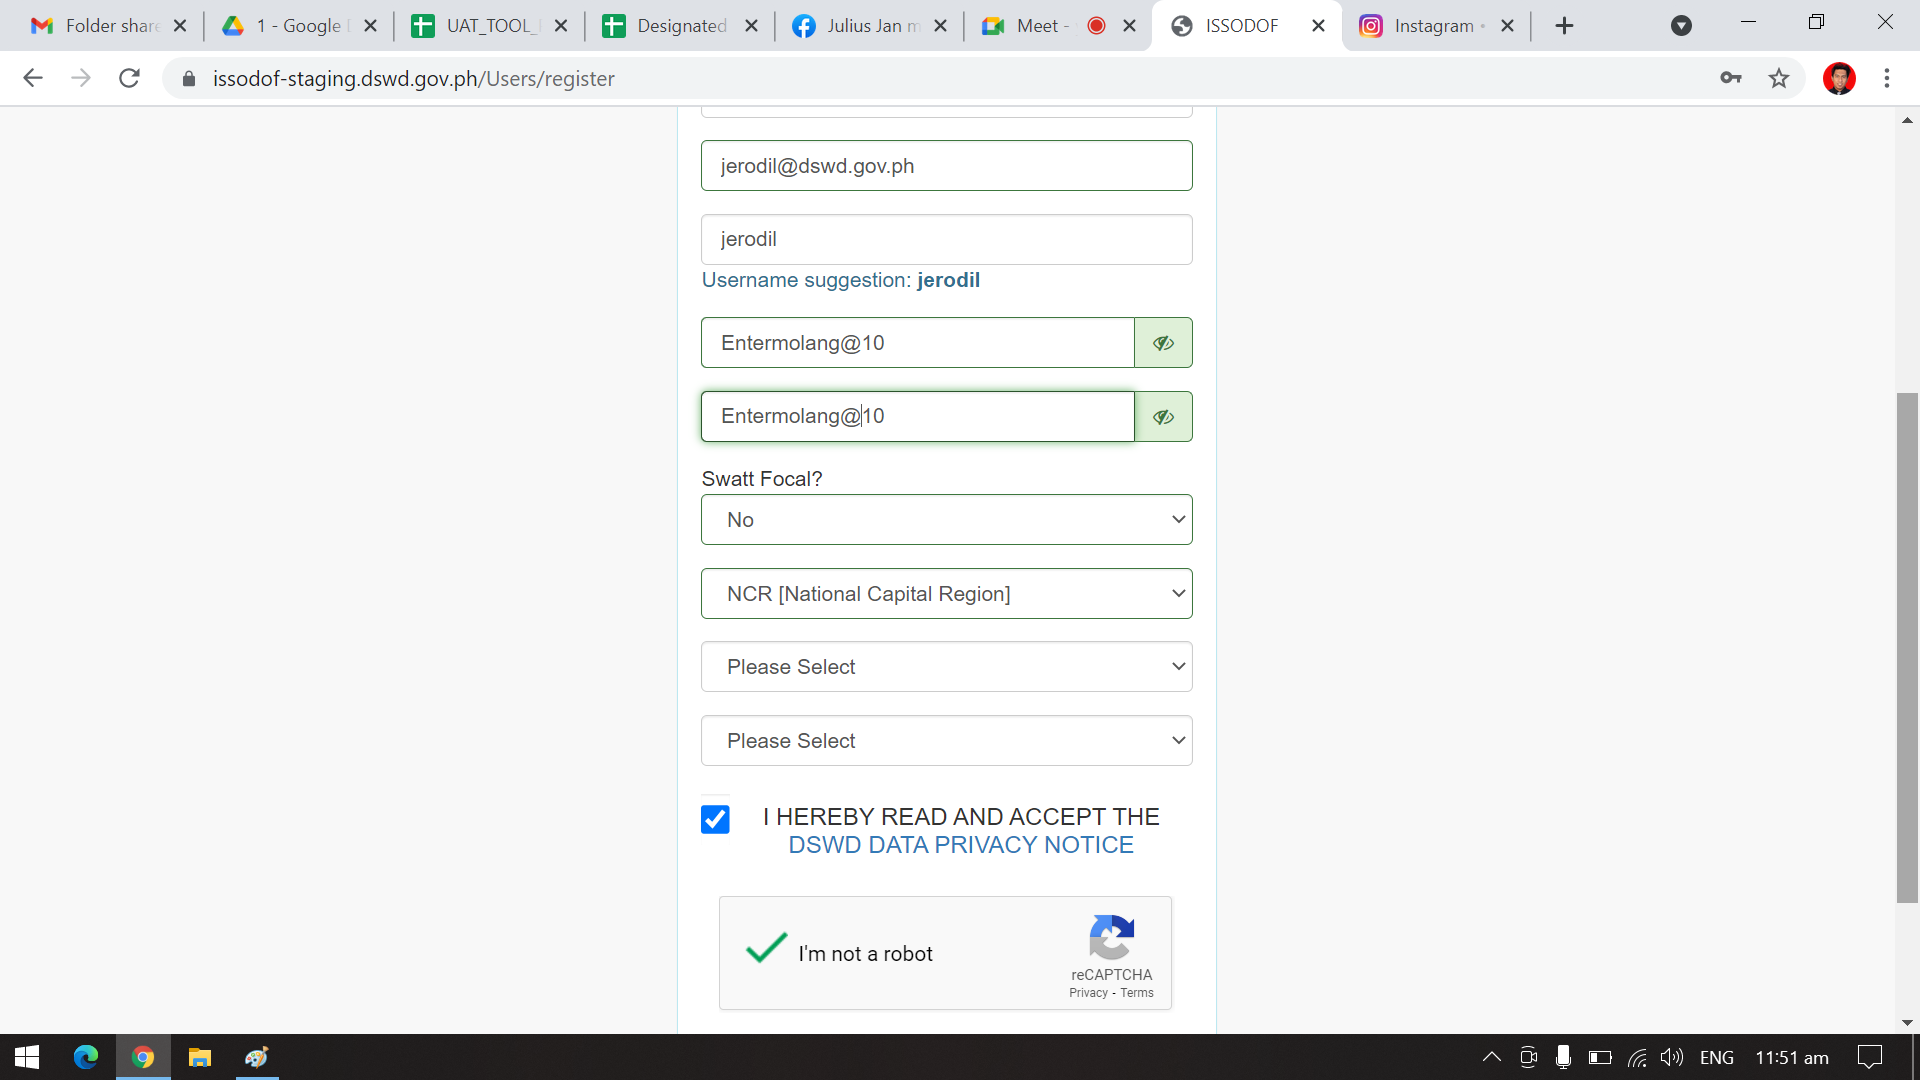 Folder share
1 - Google D
UAT_TOOL_
Designated
Julius Jan m
Meet -
ISSODOF
Instagram •
issodof-staging.dswd.gov.ph/Users/register
jerodil@dswd.gov.ph
jerodil
Username suggestion: jerodil
Entermolang@10
Entermolang@10
Swatt Focal?
No
NCR [National Capital Region]
Please Select
Please Select
I HEREBY READ AND ACCEPT THE
DSWD DATA PRIVACY NOTICE
I'm not a robot
reCAPTCHA
Privacy - Terms
ENG
11:51 am